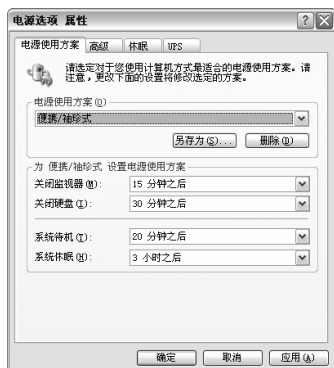 电源选项 属性
电源使用方案 高级 休眠 UPS
请选定对于您使用计算机方式最适合的电源使用方案。请
注意，更改下面的设置将修改选定的方案。
电源使用方案(O)
便携/袖珍式
另存为(S)... 删除(D)
为 便携/袖珍式 设置电源使用方案
关闭监视器(M): 15 分钟之后
关闭硬盘(I): 30 分钟之后
系统待机(T): 20 分钟之后
系统休眠(H): 3 小时之后
确定 取消 应用(A)